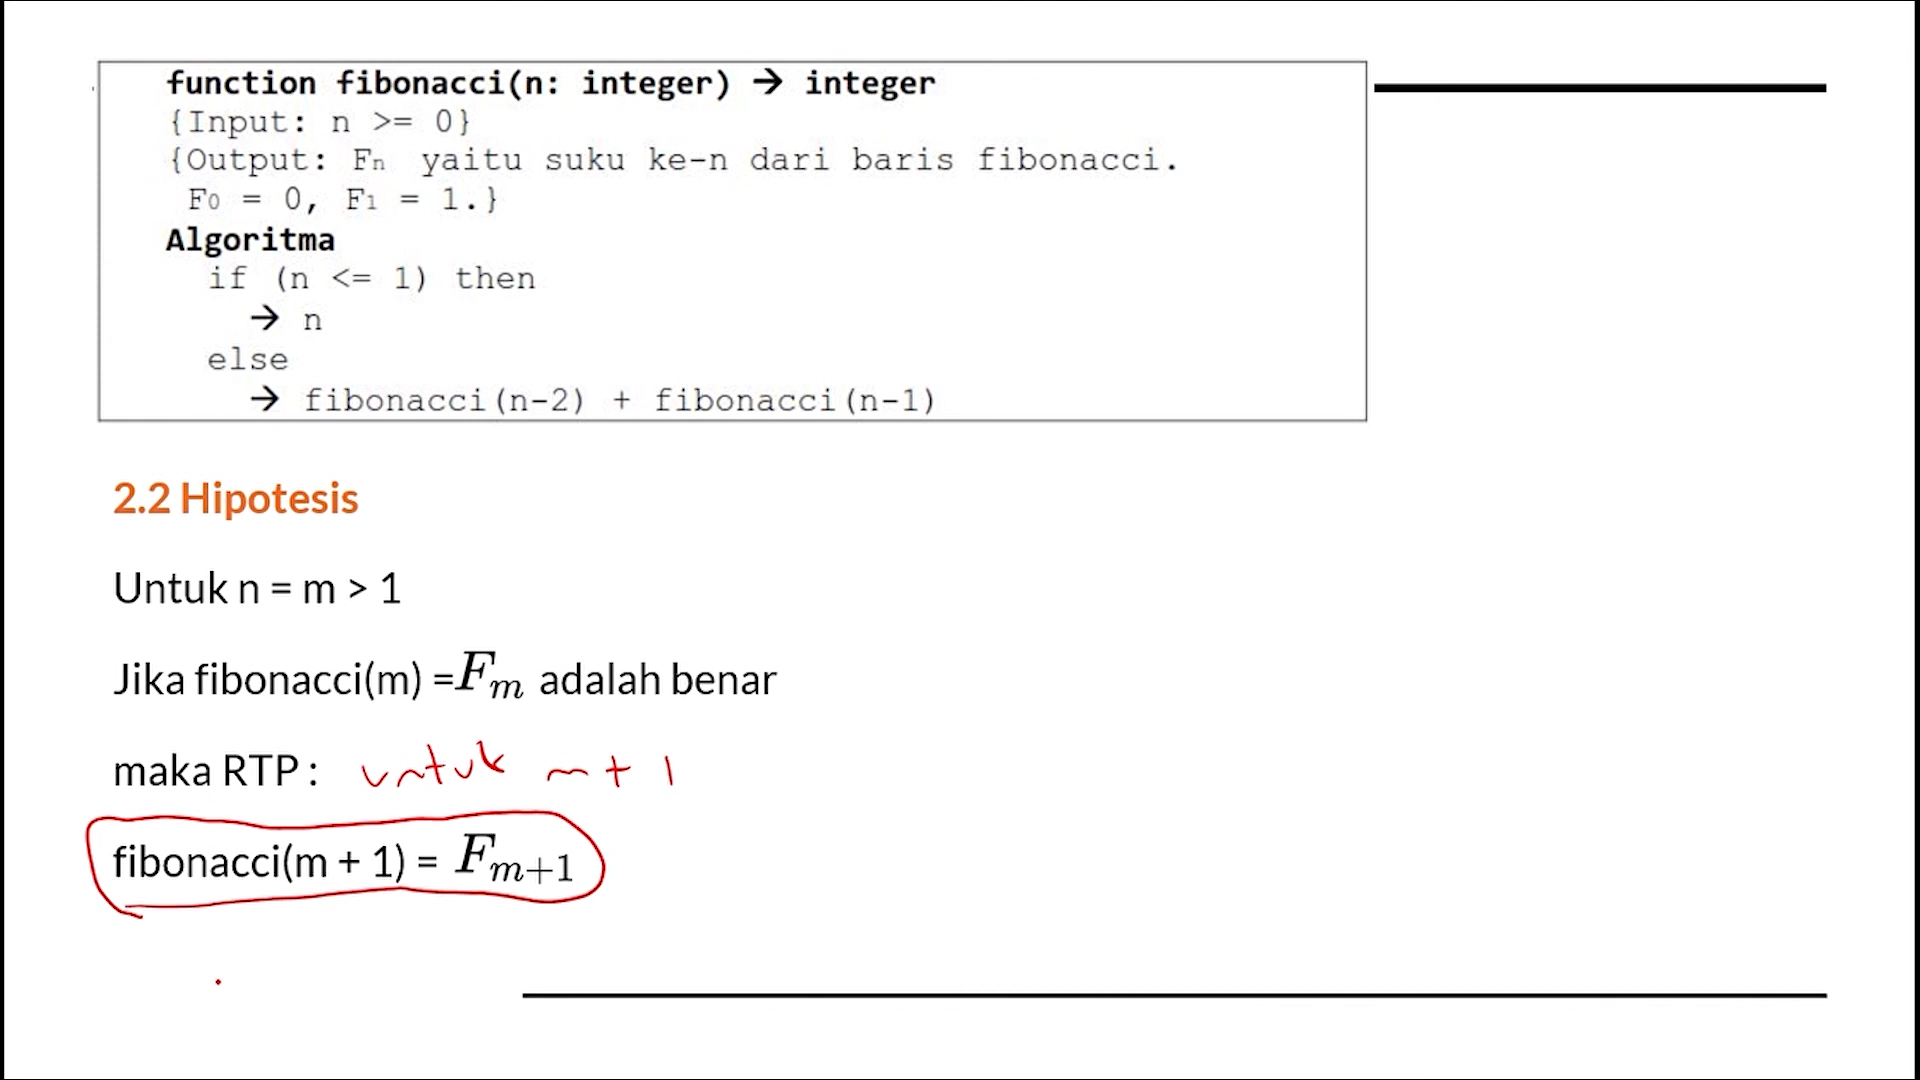 function fibonacci(n: integer) → integer
{Input: n >= 0}
{Output: Fn yaitu suku ke-n dari baris fibonacci.
F0 = 0, F1 = 1.}
Algoritma
if (n <= 1) then
→ n
else
→ fibonacci(n-2) + fibonacci(n-1)
2.2 Hipotesis
Untuk n = m > 1
Jika fibonacci(m) =Fm adalah benar
maka RTP : untuk m + 1
fibonacci(m + 1) = Fm+1